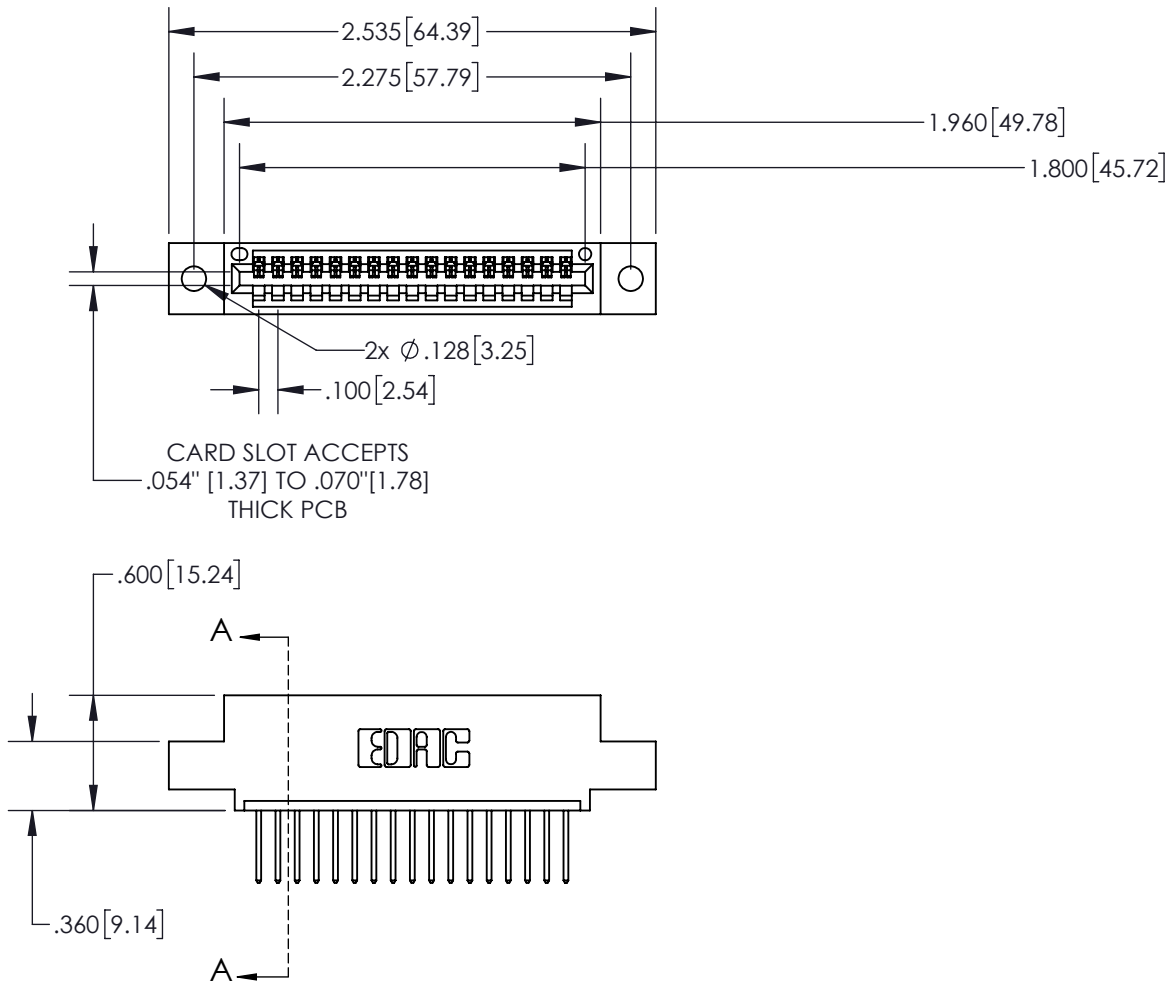 2.535[64.39]
2.275[57.79]
1.960[49.78]
1.800[45.72]
2x Ø.128[3.25]
.100[2.54]
CARD SLOT ACCEPTS
.054" [1.37] TO .070"[1.78]
THICK PCB
.600[15.24]
A
EDAC
.360[9.14]
A